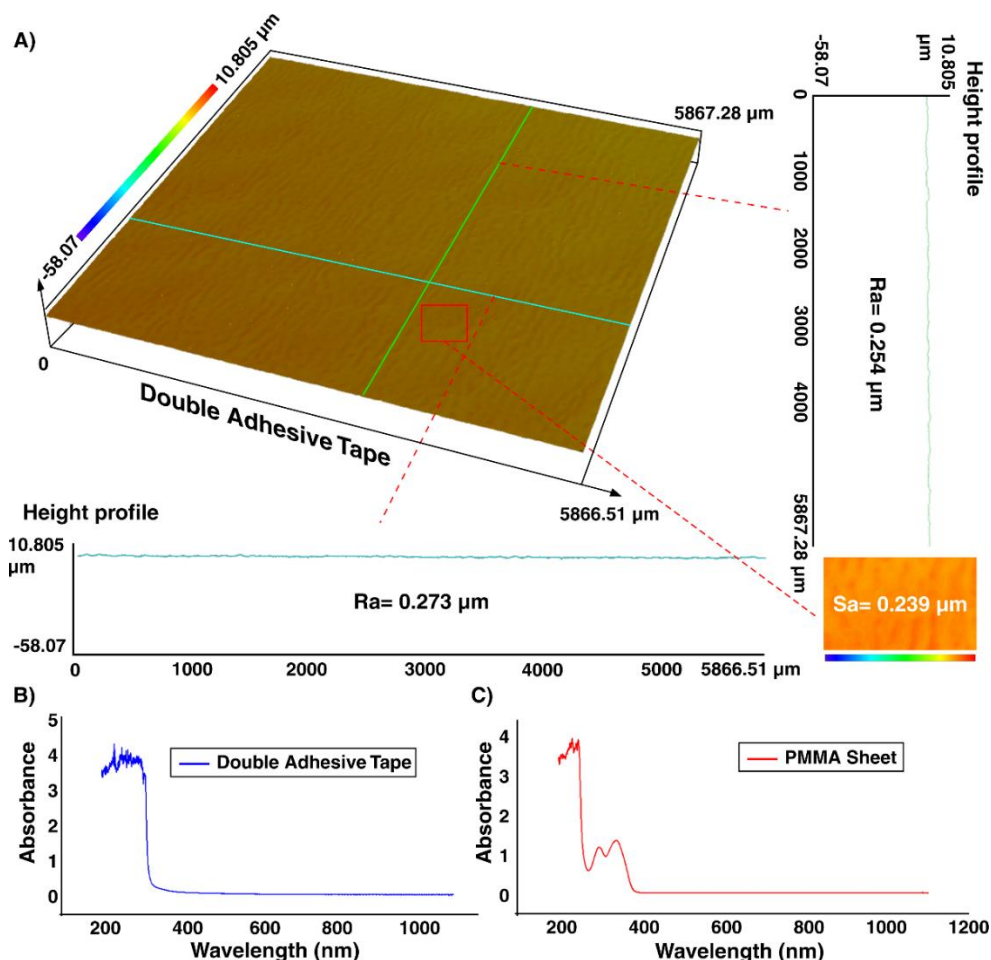 A)
10.805 µm
-58.07
0
5867.28 µm
5866.51 µm
Double Adhesive Tape
-58.07
10.805
µm
Height profile
0
1000
2000
3000
4000
5867.28 µm
Ra= 0.254 µm
Sa= 0.239 µm
Height profile
10.805
µm
-58.07
Ra= 0.273 µm
0 1000 2000 3000 4000 5000 5866.51 µm
B)
Absorbance
5
4
3
2
1
0
Double Adhesive Tape
200 400 600 800 1000
Wavelength (nm)
C)
Absorbance
4
3
2
1
0
PMMA Sheet
200 400 600 800 1000 1200
Wavelength (nm)